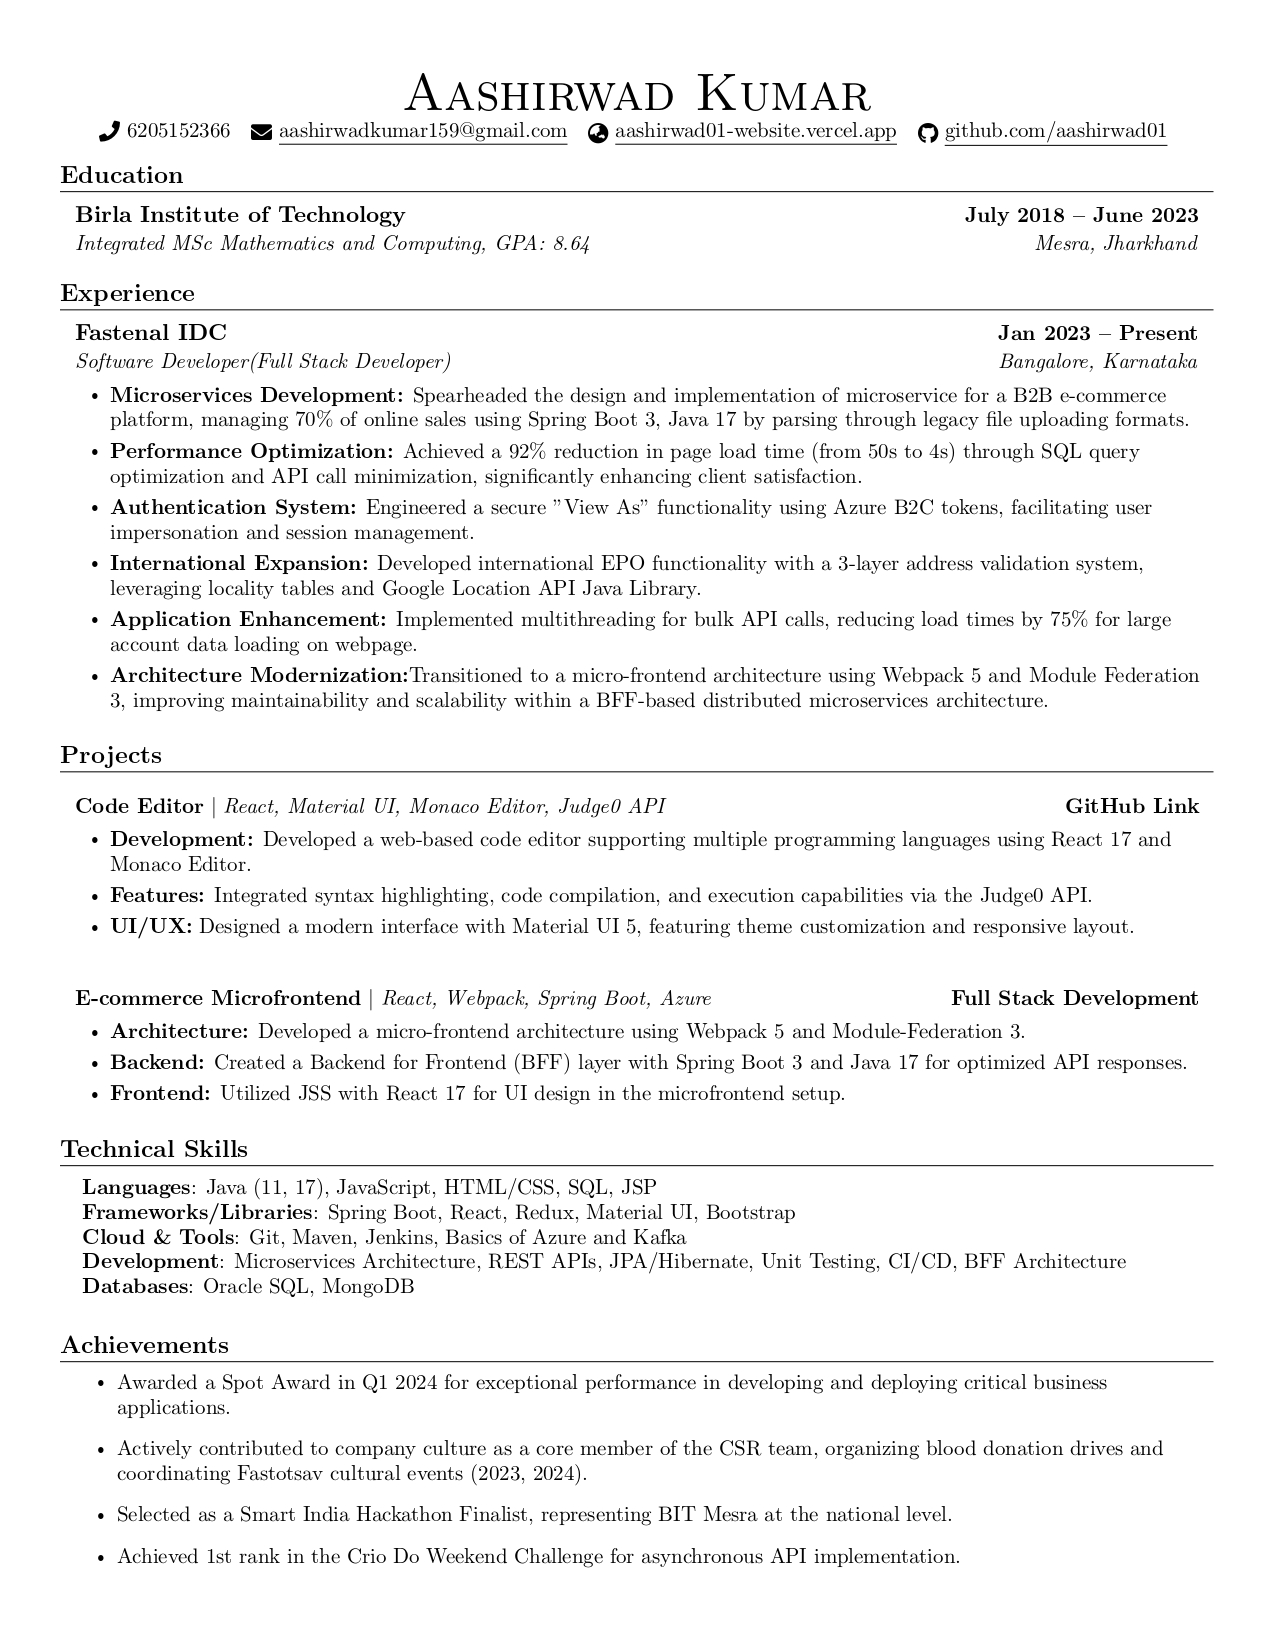 Aashirwad Kumar
6205152366 aashirwadkumar159@gmail.com aashirwad01-website.vercel.app github.com/aashirwad01
Education
Birla Institute of Technology July 2018 – June 2023
Integrated MSc Mathematics and Computing, GPA: 8.64 Mesra, Jharkhand
Experience
Fastenal IDC Jan 2023 – Present
Software Developer(Full Stack Developer) Bangalore, Karnataka
• Microservices Development: Spearheaded the design and implementation of microservice for a B2B e-commerce
platform, managing 70% of online sales using Spring Boot 3, Java 17 by parsing through legacy file uploading formats.
• Performance Optimization: Achieved a 92% reduction in page load time (from 50s to 4s) through SQL query
optimization and API call minimization, significantly enhancing client satisfaction.
• Authentication System: Engineered a secure ”View As” functionality using Azure B2C tokens, facilitating user
impersonation and session management.
• International Expansion: Developed international EPO functionality with a 3-layer address validation system,
leveraging locality tables and Google Location API Java Library.
• Application Enhancement: Implemented multithreading for bulk API calls, reducing load times by 75% for large
account data loading on webpage.
• Architecture Modernization:Transitioned to a micro-frontend architecture using Webpack 5 and Module Federation
3, improving maintainability and scalability within a BFF-based distributed microservices architecture.
Projects
Code Editor | React, Material UI, Monaco Editor, Judge0 API GitHub Link
• Development: Developed a web-based code editor supporting multiple programming languages using React 17 and
Monaco Editor.
• Features: Integrated syntax highlighting, code compilation, and execution capabilities via the Judge0 API.
• UI/UX: Designed a modern interface with Material UI 5, featuring theme customization and responsive layout.
E-commerce Microfrontend | React, Webpack, Spring Boot, Azure Full Stack Development
• Architecture: Developed a micro-frontend architecture using Webpack 5 and Module-Federation 3.
• Backend: Created a Backend for Frontend (BFF) layer with Spring Boot 3 and Java 17 for optimized API responses.
• Frontend: Utilized JSS with React 17 for UI design in the microfrontend setup.
Technical Skills
Languages: Java (11, 17), JavaScript, HTML/CSS, SQL, JSP
Frameworks/Libraries: Spring Boot, React, Redux, Material UI, Bootstrap
Cloud & Tools: Git, Maven, Jenkins, Basics of Azure and Kafka
Development: Microservices Architecture, REST APIs, JPA/Hibernate, Unit Testing, CI/CD, BFF Architecture
Databases: Oracle SQL, MongoDB
Achievements
• Awarded a Spot Award in Q1 2024 for exceptional performance in developing and deploying critical business
applications.
• Actively contributed to company culture as a core member of the CSR team, organizing blood donation drives and
coordinating Fastotsav cultural events (2023, 2024).
• Selected as a Smart India Hackathon Finalist, representing BIT Mesra at the national level.
• Achieved 1st rank in the Crio Do Weekend Challenge for asynchronous API implementation.